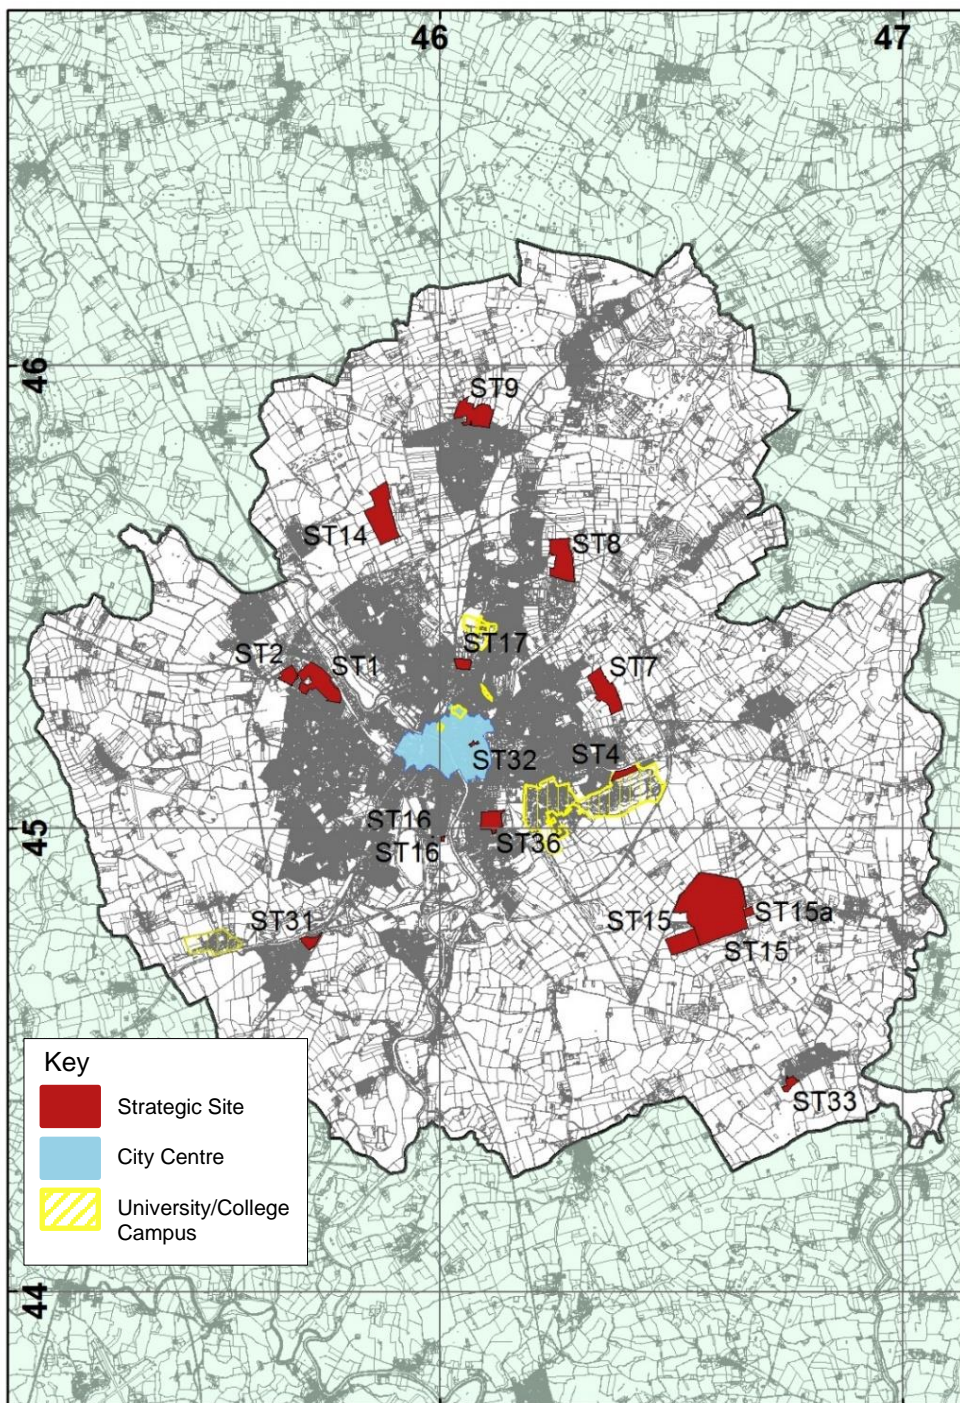 46
47
46
ST9
ST14
ST8
ST17
ST2
ST1
ST7
ST32
ST4
45
ST16
ST16
ST36
ST31
ST15
ST15a
ST15
ST33
Key
Strategic Site
City Centre
University/College
Campus
44